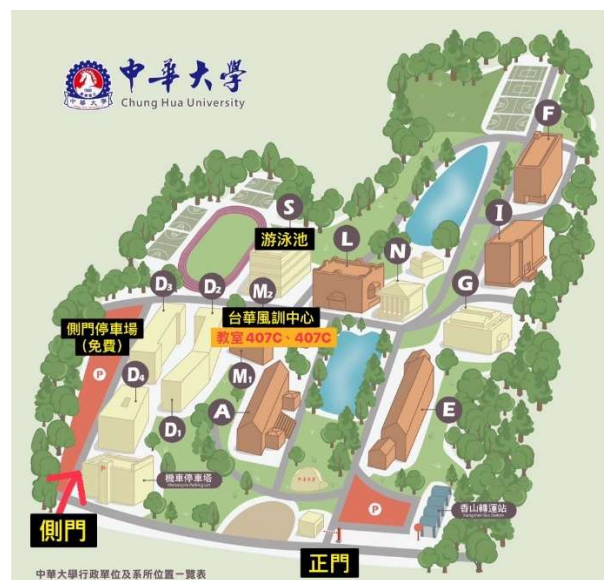 中華大學
Chung Hua University
F
S
游泳池
L
I
N
D3
D2
M2
G
側門停車場
(免費)
台華風訓中心
教室407C、407C
P
D4
M1
A
E
D1
機車停車塔
P
香山轉運站
側門
正門
中華大學行政單位及系所位置一覽表